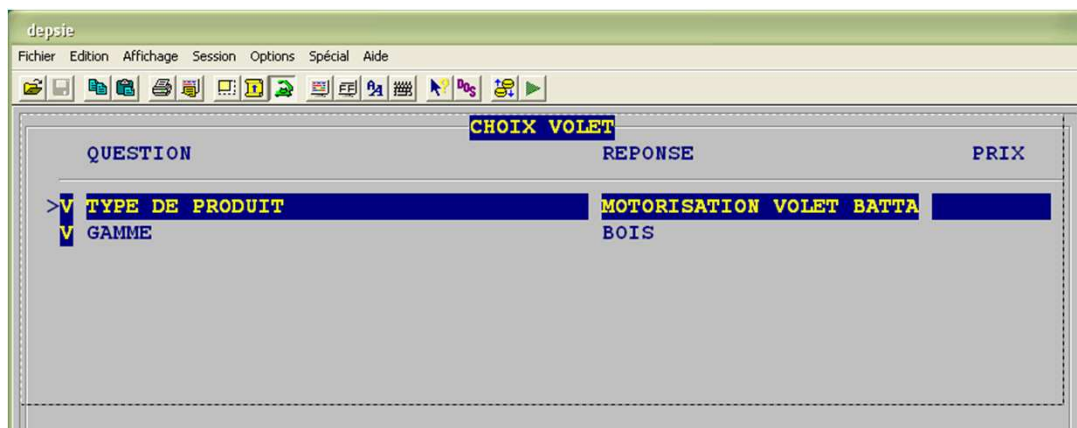 depsie
Fichier Edition Affichage Session Options Spécial Aide
CHOIX VOLET
QUESTION REPONSE PRIX
>V TYPE DE PRODUIT MOTORISATION VOLET BATTA
V GAMME BOIS